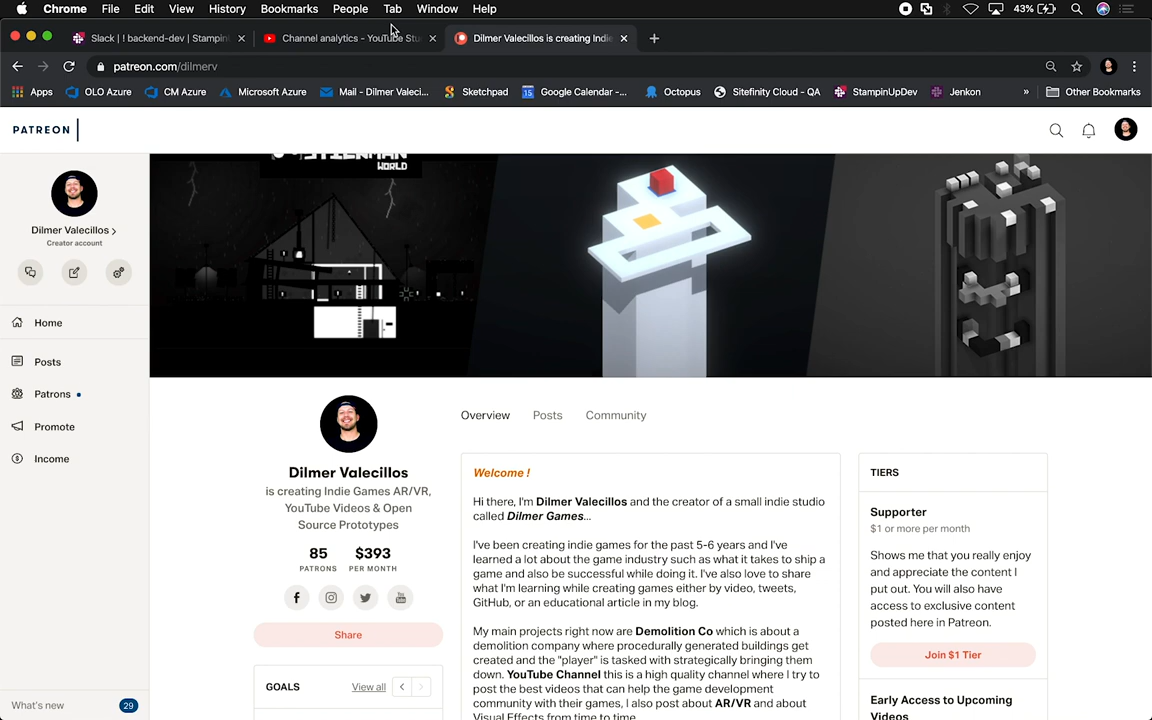 Chrome File Edit View History Bookmarks People Tab Window Help 43%
Slack | ! backend-dev | Stampin Channel analytics - YouTube Stu Dilmer Valecillos is creating Indie
patreon.com/dilmerv
Apps OLO Azure CM Azure Microsoft Azure Mail - Dilmer Valeci... Sketchpad Google Calendar -... Octopus Sitefinity Cloud - QA StampinUpDev Jenkon » Other Bookmarks
PATREON
WORLD
Dilmer Valecillos
Creator account
Home
Posts
Patrons
Promote
Income
What's new 29
Dilmer Valecillos
is creating Indie Games AR/VR,
YouTube Videos & Open
Source Prototypes
85 $393
PATRONS PER MONTH
Share
GOALS View all
Overview Posts Community
Welcome !
Hi there, I'm Dilmer Valecillos and the creator of a small indie studio
called Dilmer Games...
I've been creating indie games for the past 5-6 years and I've
learned a lot about the game industry such as what it takes to ship a
game and also be successful while doing it. I've also love to share
what I'm learning while creating games either by video, tweets,
GitHub, or an educational article in my blog.
My main projects right now are Demolition Co which is about a
demolition company where procedurally generated buildings get
created and the "player" is tasked with strategically bringing them
down. YouTube Channel this is a high quality channel where I try to
post the best videos that can help the game development
community with their games, I also post about AR/VR and about
Visual Effects from time to time.
TIERS
Supporter
$1 or more per month
Shows me that you really enjoy
and appreciate the content I
put out. You will also have
access to exclusive content
posted here in Patreon.
Join $1 Tier
Early Access to Upcoming
Videos